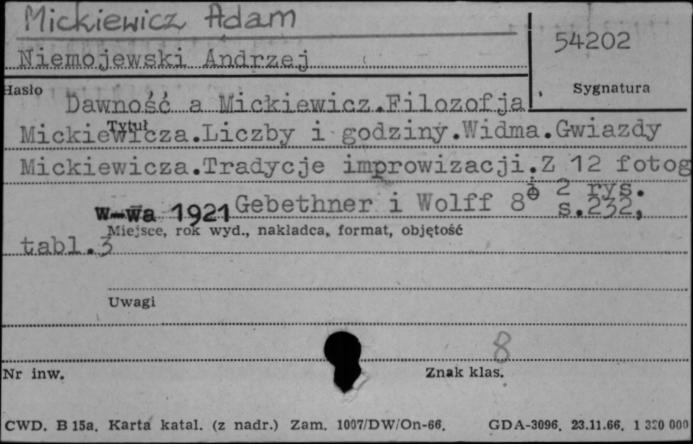 Mickiewicz Adam
54202
Niemojewski Andrzej
Hasło
Sygnatura
Dawność a Mickiewicz.Filozofja
Tytuł
Mickiewicza.Liczby i godziny.Widma.Gwiazdy
Mickiewicza.Tradycje improwizacji.Z 12 fotog
i 2 rys.
w-wa 1921 Gebethner i Wolff 8° s.232,
Miejsce, rok wyd., nakładca, format, objętość
tabl.3
Uwagi
8
Nr inw.
Znak klas.
CWD. B 15a. Karta katal. (z nadr.) Zam. 1007/DW/On-66. GDA-3096. 23.11.66. 1 320 000